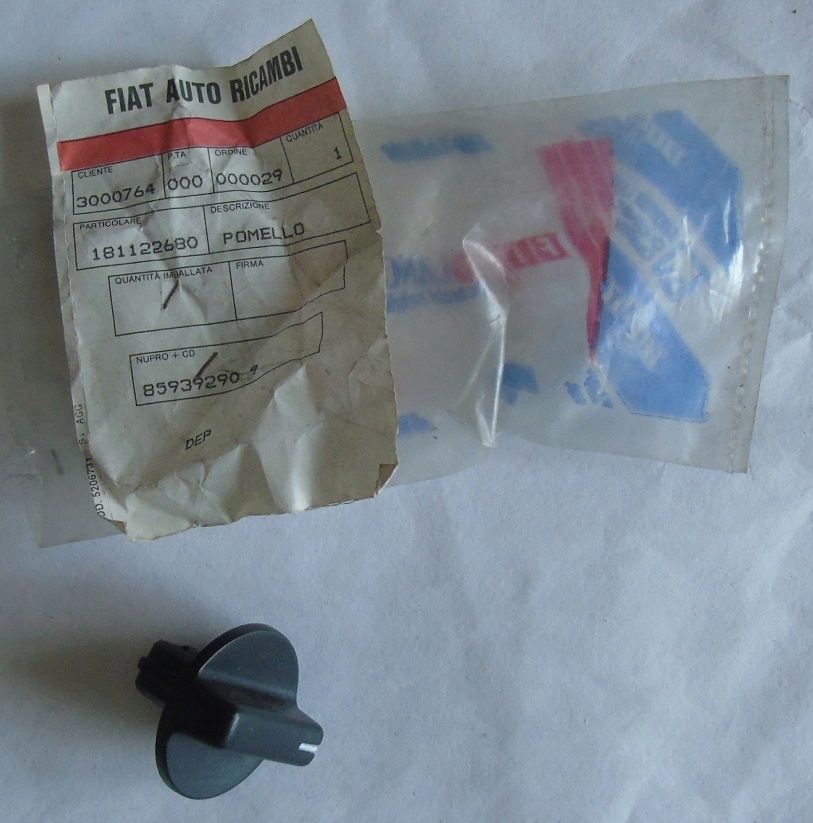 FIAT AUTO RICAMBI
CLIENTE P.TA ORDINE QUANTITÀ
3000764 000 000029 1
PARTICOLARE DESCRIZIONE
181122680 POMELLO
QUANTITÀ IMBALLATA FIRMA
NUPRO + CD
85939290 9
DEP